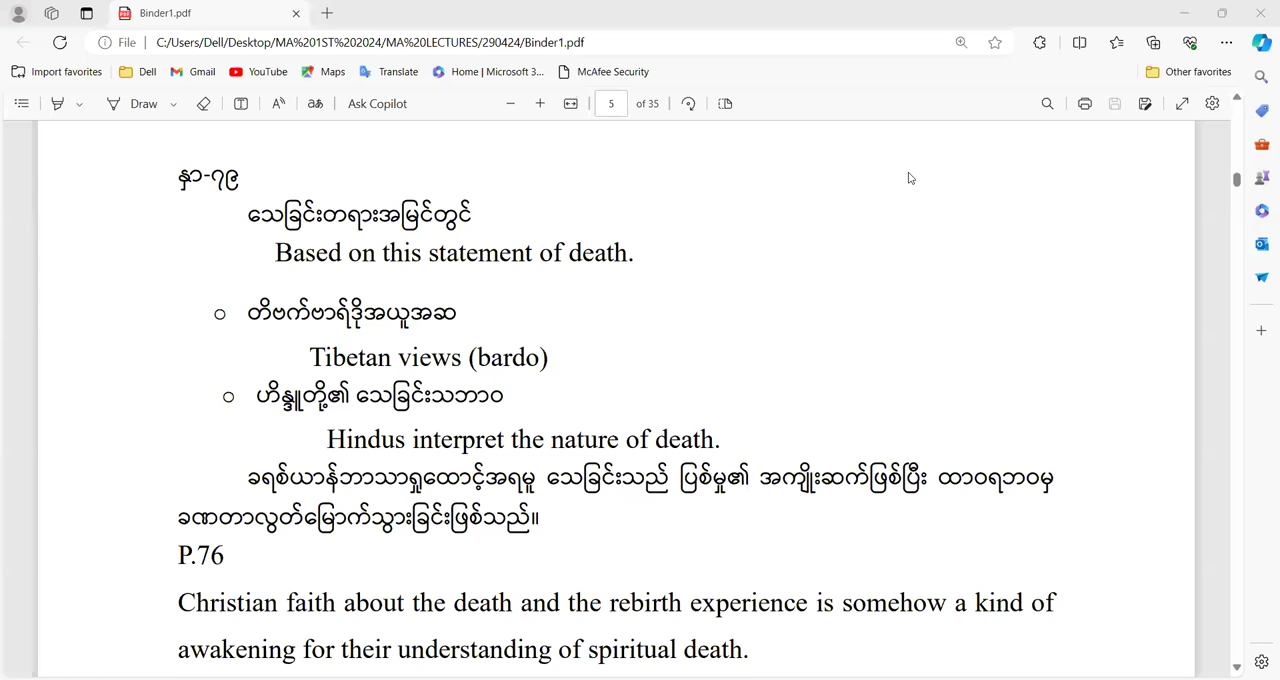 Binder1.pdf
File C:/Users/Dell/Desktop/MA%201ST%202024/MA%20LECTURES/290424/Binder1.pdf
Import favorites Dell Gmail YouTube Maps Translate Home | Microsoft 3... McAfee Security Other favorites
Draw aあ Ask Copilot 5 of 35
နှာ-၇၉
သေခြင်းတရားအမြင်တွင်
Based on this statement of death.
တိဗက်ဗာရ်ဒိုအယူအဆ
Tibetan views (bardo)
ဟိန္ဒူတို့၏ သေခြင်းသဘာဝ
Hindus interpret the nature of death.
ခရစ်ယာန်ဘာသာရှုထောင့်အရမူ သေခြင်းသည် ပြစ်မှု၏ အကျိုးဆက်ဖြစ်ပြီး ထာဝရဘဝမှ
ခဏတာလွတ်မြောက်သွားခြင်းဖြစ်သည်။
P.76
Christian faith about the death and the rebirth experience is somehow a kind of
awakening for their understanding of spiritual death.